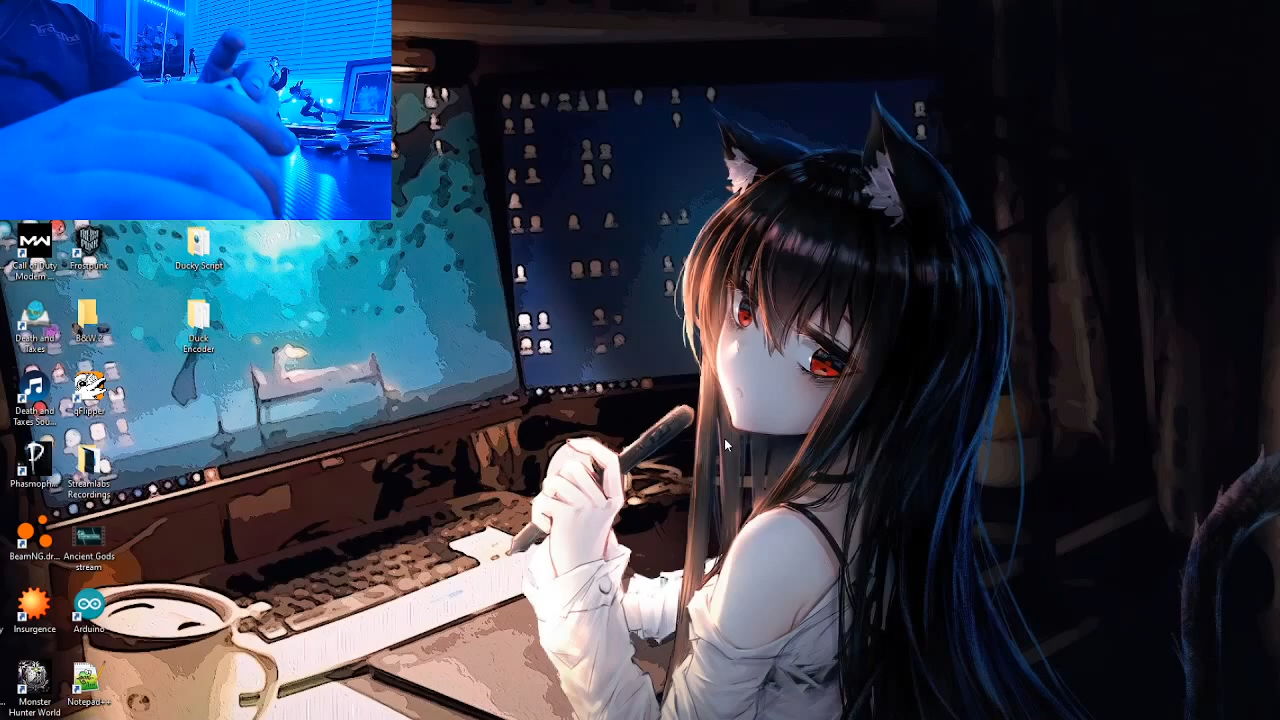 Call of Duty
Modern ...
Frostpunk
Ducky Script
Death and
Taxes
B&W 2
Duck
Encoder
Death and
Taxes Sou...
qFlipper
Phasmoph...
Streamlabs
Recordings
BeamNG.dr...
Ancient Gods
stream
Insurgence
Arduino
Monster
Hunter World
Notepad++